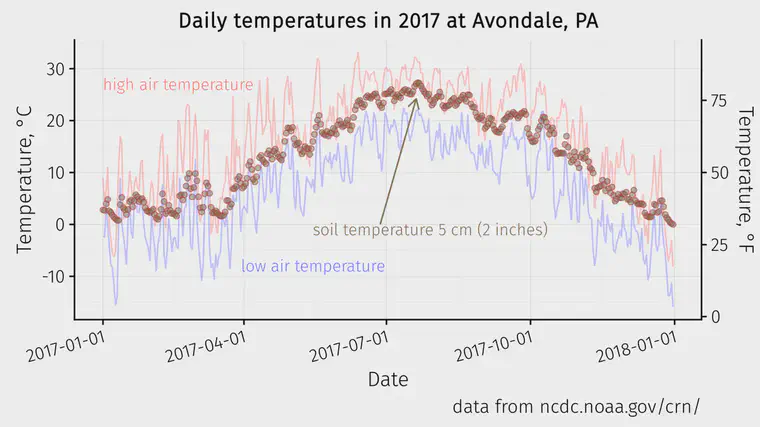 Daily temperatures in 2017 at Avondale, PA
30
20
10
0
-10
Temperature, °C
high air temperature
soil temperature 5 cm (2 inches)
low air temperature
75
50
25
0
Temperature, °F
2017-01-01
2017-04-01
2017-07-01
2017-10-01
2018-01-01
Date
data from ncdc.noaa.gov/crn/